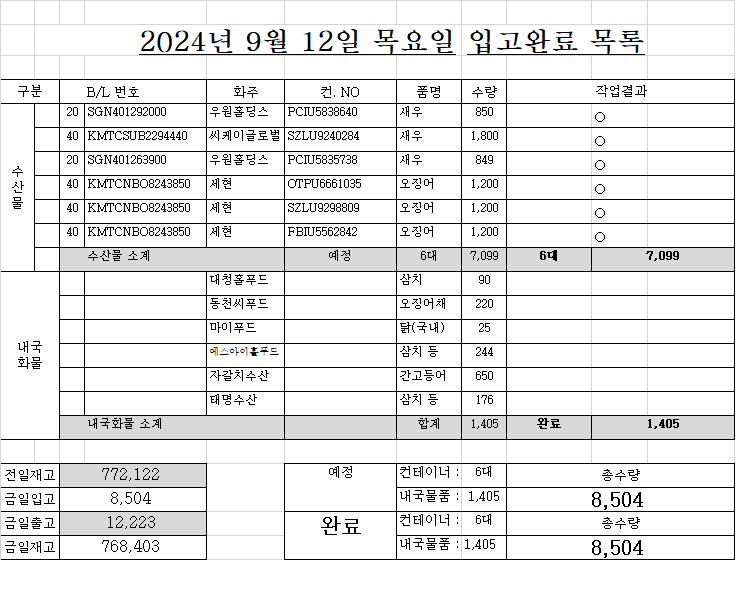 2024년 9월 12일 목요일 입고완료 목록
구분 B/L 번호 화주 컨. NO 품명 수량 작업결과
수산물
20 SGN401292000 우원홀딩스 PCIU5838640 새우 850 ○
40 KMTCSUB2294440 씨케이글로벌 SZLU9240284 새우 1,800 ○
20 SGN401263900 우원홀딩스 PCIU5835738 새우 849 ○
40 KMTCNBO8243850 세현 OTPU6661035 오징어 1,200 ○
40 KMTCNBO8243850 세현 SZLU9298809 오징어 1,200 ○
40 KMTCNBO8243850 세현 FBIU5562842 오징어 1,200 ○
수산물 소계 예정 6대 7,099 6대 7,099
내국
화물
대청홀푸드 삼치 90
동천씨푸드 오징어채 220
마이푸드 닭(국내) 25
에스아이홀푸드 삼치 등 244
자갈치수산 간고등어 650
태명수산 삼치 등 176
내국화물 소계 합계 1,405 완료 1,405
전일재고 772,122 예정 컨테이너 : 6대 총수량
금일입고 8,504 내국물품 : 1,405 8,504
금일출고 12,223 완료 컨테이너 : 6대 총수량
금일재고 768,403 내국물품 : 1,405 8,504